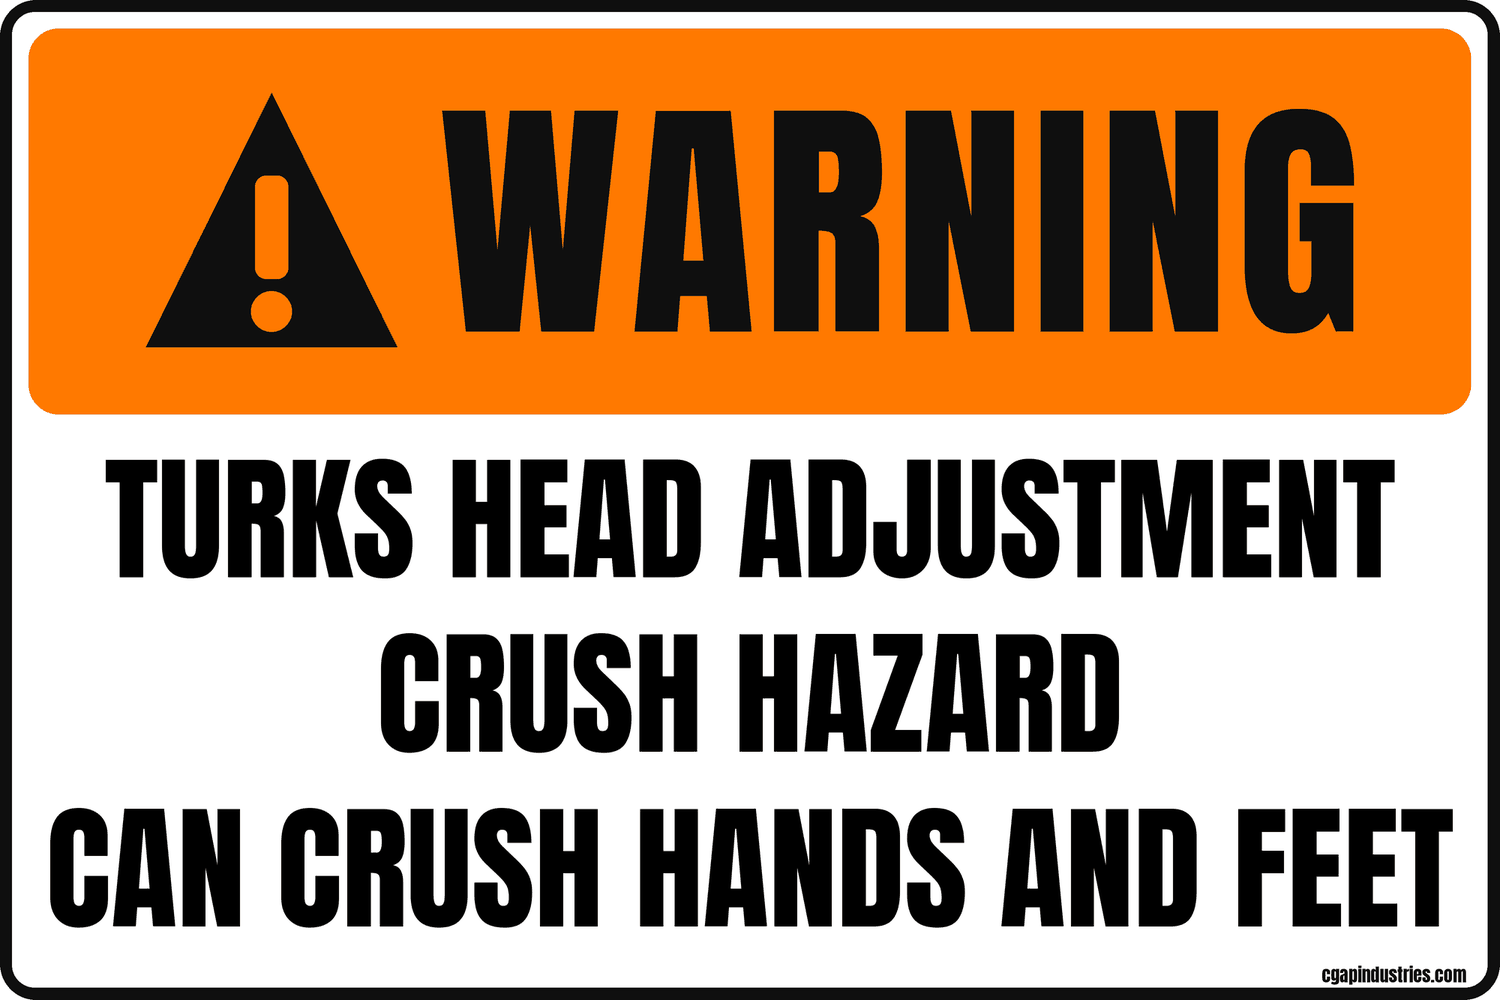 WARNING
TURKS HEAD ADJUSTMENT
CRUSH HAZARD
CAN CRUSH HANDS AND FEET
cgapindustries.com